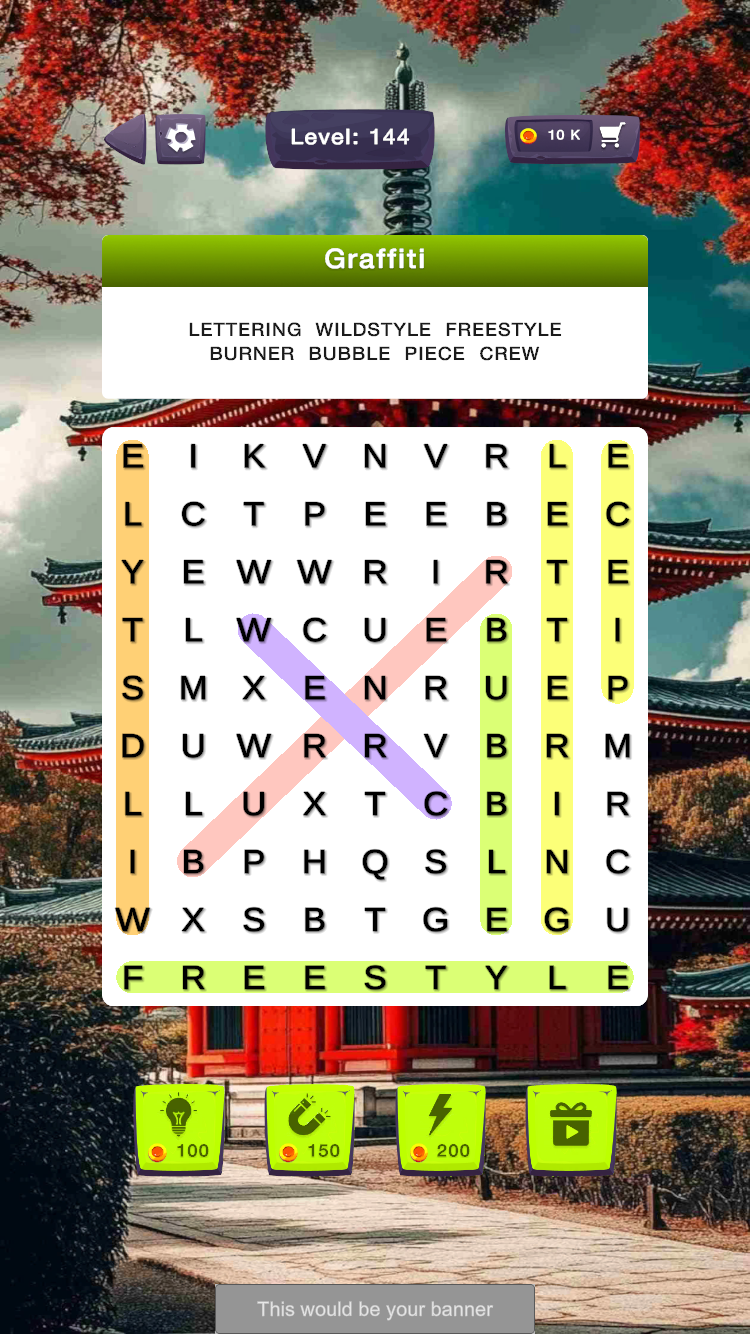 Level: 144
10 K
Graffiti
LETTERING WILDSTYLE FREESTYLE
BURNER BUBBLE PIECE CREW
E I K V N V R L E
L C T P E E B E C
Y E W W R I R T E
T L W C U E B T I
S M X E N R U E P
D U W R R V B R M
L L U X T C B I R
I B P H Q S L N C
W X S B T G E G U
F R E E S T Y L E
100 150 200
This would be your banner